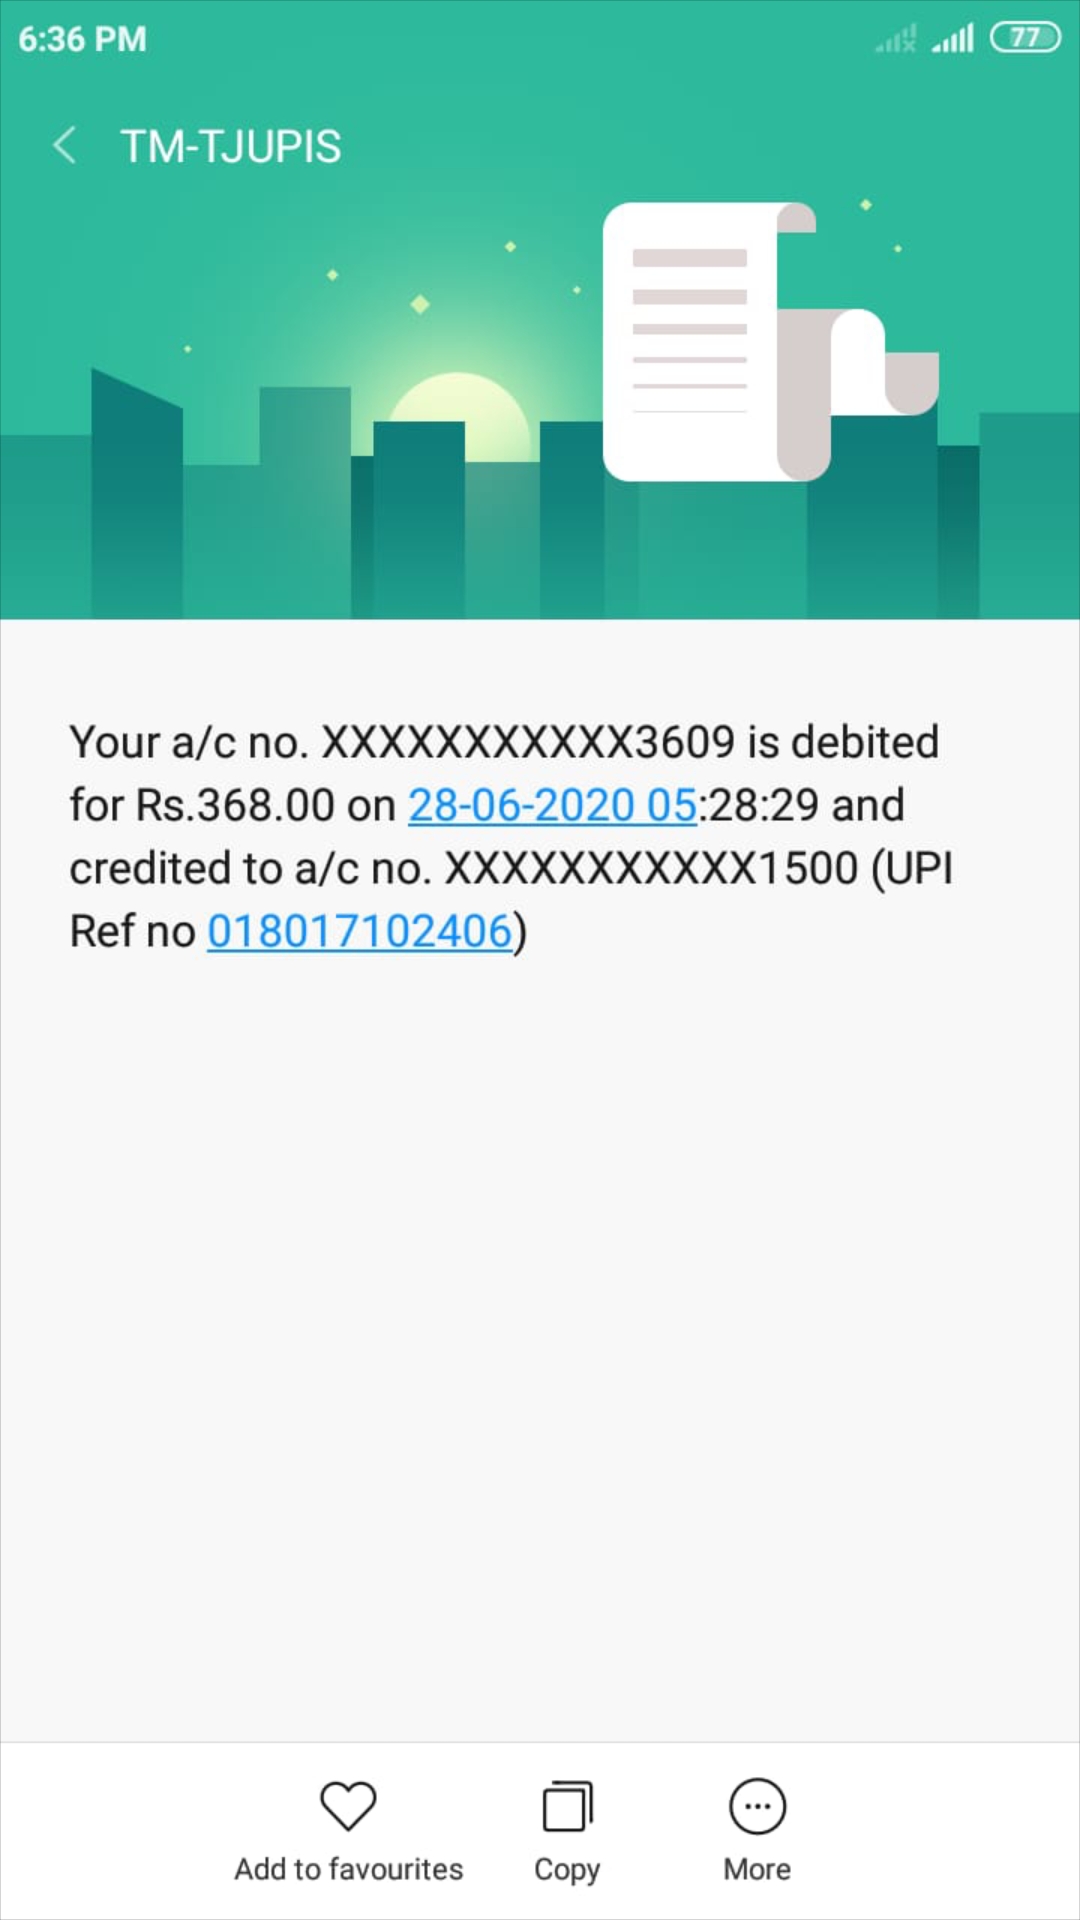 6:36 PM
77
TM-TJUPIS
Your a/c no. XXXXXXXXXXX3609 is debited
for Rs.368.00 on 28-06-2020 05:28:29 and
credited to a/c no. XXXXXXXXXXX1500 (UPI
Ref no 018017102406)
Add to favourites
Copy
More